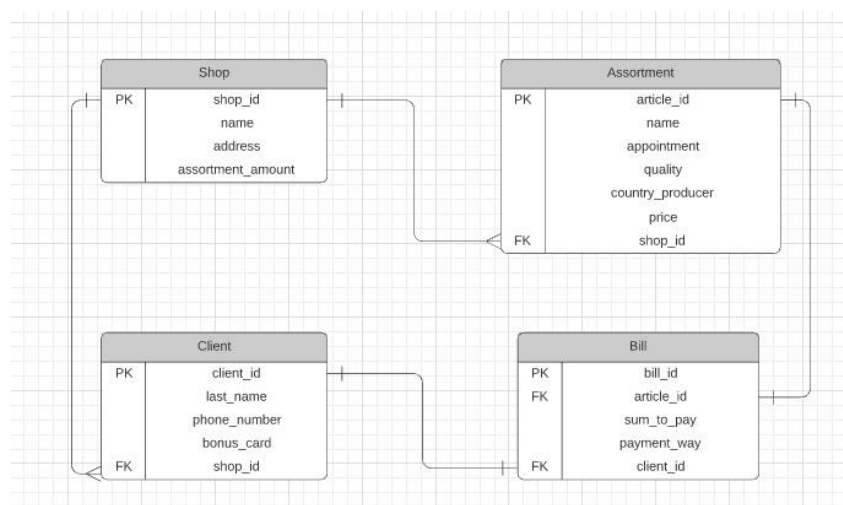 Shop
PK shop_id
name
address
assortment_amount
Assortment
PK article_id
name
appointment
quality
country_producer
price
FK shop_id
Client
PK client_id
last_name
phone_number
bonus_card
FK shop_id
Bill
PK bill_id
FK article_id
sum_to_pay
payment_way
FK client_id